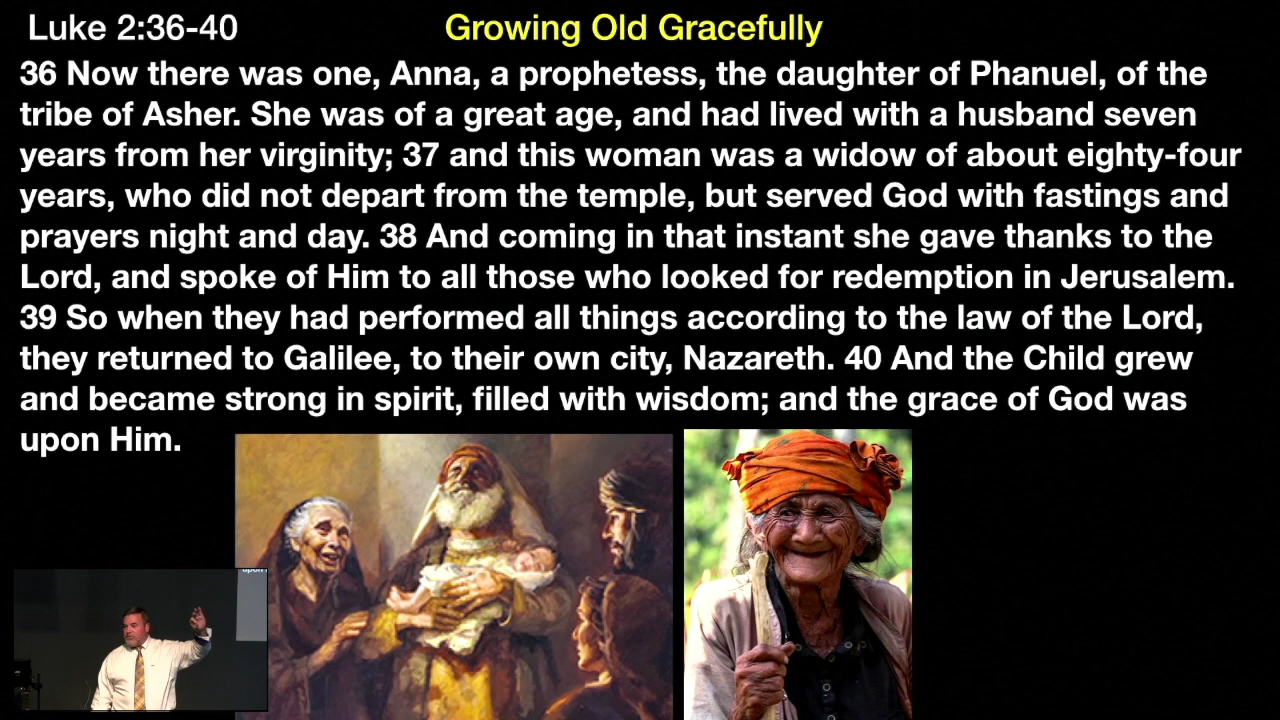 Luke 2:36-40
Growing Old Gracefully
36 Now there was one, Anna, a prophetess, the daughter of Phanuel, of the
tribe of Asher. She was of a great age, and had lived with a husband seven
years from her virginity; 37 and this woman was a widow of about eighty-four
years, who did not depart from the temple, but served God with fastings and
prayers night and day. 38 And coming in that instant she gave thanks to the
Lord, and spoke of Him to all those who looked for redemption in Jerusalem.
39 So when they had performed all things according to the law of the Lord,
they returned to Galilee, to their own city, Nazareth. 40 And the Child grew
and became strong in spirit, filled with wisdom; and the grace of God was
upon Him.
upon